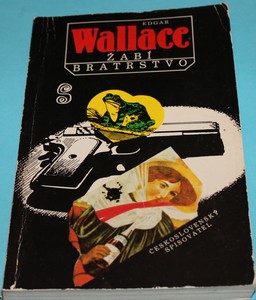 EDGAR
Wallace
ŽABÍ
BRATRSTVO
S
ČESKOSLOVENSKÝ
SPISOVATEL